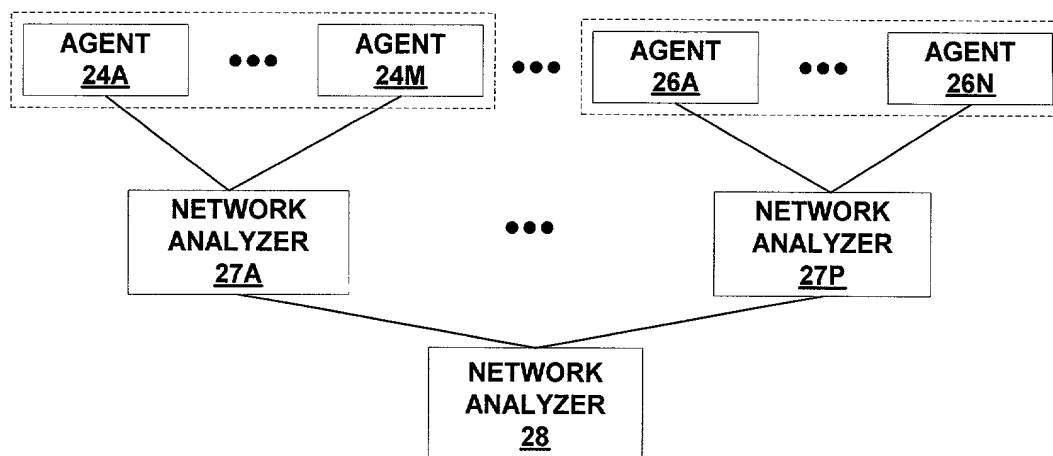 AGENT
24A
AGENT
24M
AGENT
26A
AGENT
26N
NETWORK
ANALYZER
27A
NETWORK
ANALYZER
27P
NETWORK
ANALYZER
28